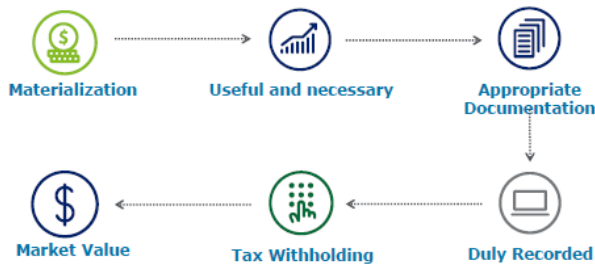 Materialization
Useful and necessary
Appropriate
Documentation
Duly Recorded
Tax Withholding
Market Value